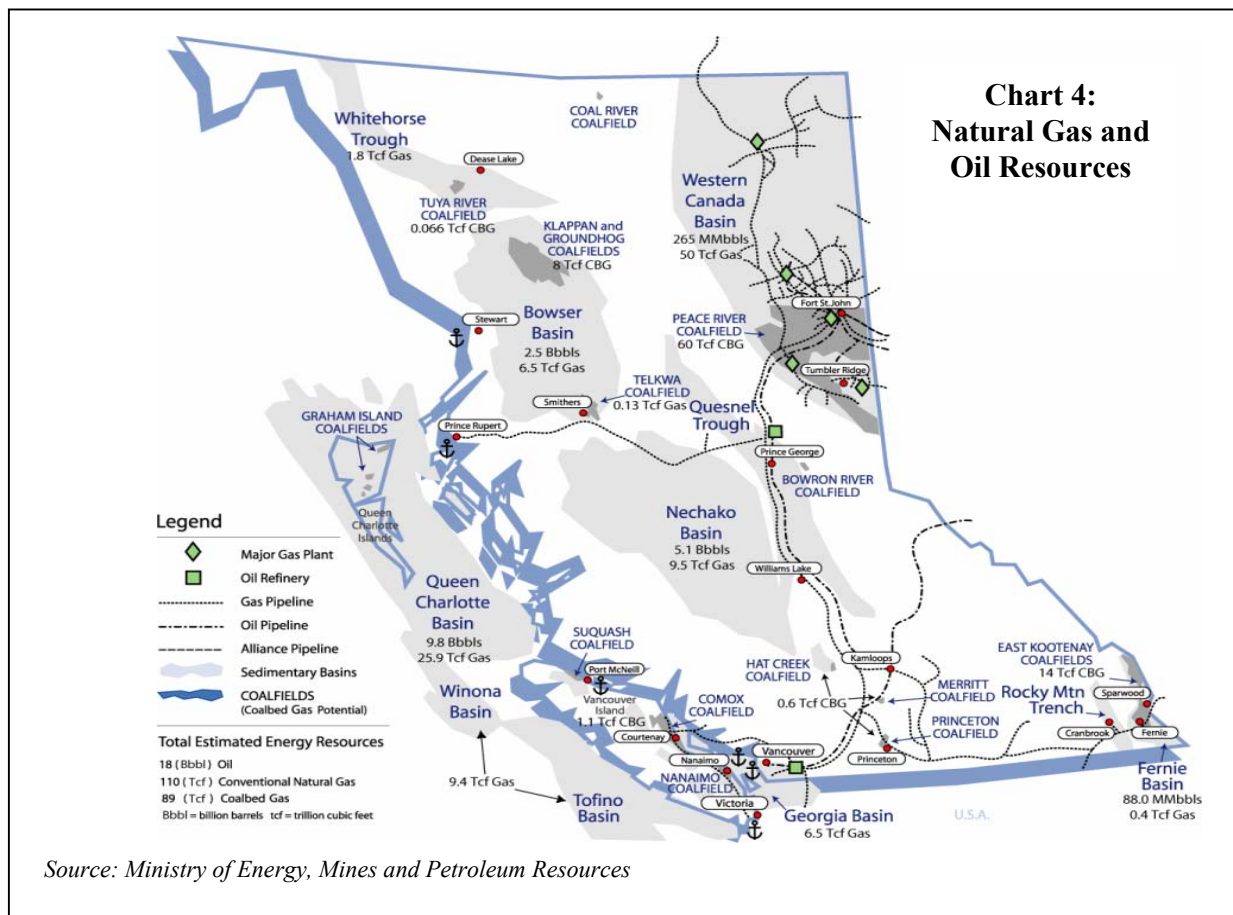 Chart 4:
Natural Gas and
Oil Resources
COAL RIVER
COALFIELD
Whitehorse
Trough
1.8 Tcf Gas
Dease Lake
TUYA RIVER
COALFIELD
0.066 Tcf CBG
KLAPPAN and
GROUNDHOG
COALFIELDS
8 Tcf CBG
Western
Canada
Basin
265 MMbbls
50 Tcf Gas
Fort St.John
Stewart
Bowser
Basin
2.5 Bbbls
6.5 Tcf Gas
PEACE RIVER
COALFIELD
60 Tcf CBG
Tumbler Ridge
TELKWA
COALFIELD
0.13 Tcf Gas
Smithers
Quesnel
Trough
GRAHAM ISLAND
COALFIELDS
Prince Rupert
Prince George
BOWRON RIVER
COALFIELD
Queen
Charlotte
Islands
Nechako
Basin
5.1 Bbbls
9.5 Tcf Gas
Williams Lake
Queen
Charlotte
Basin
9.8 Bbbls
25.9 Tcf Gas
SUQUASH
COALFIELD
Port McNeill
Vancouver
Island
1.1 Tcf CBG
Winona
Basin
COMOX
COALFIELD
Courtenay
HAT CREEK
COALFIELD
Kamloops
MERRITT
COALFIELD
0.6 Tcf CBG
PRINCETON
COALFIELD
Princeton
EAST KOOTENAY
COALFIELDS
14 Tcf CBG
Sparwood
Rocky Mtn
Trench
Cranbrook
Fernie
Vancouver
Nanaimo
NANAIMO
COALFIELD
Victoria
9.4 Tcf Gas
Tofino
Basin
Georgia Basin
6.5 Tcf Gas
U.S.A.
Fernie
Basin
88.0 MMbbls
0.4 Tcf Gas
Legend
Major Gas Plant
Oil Refinery
Gas Pipeline
Oil Pipeline
Alliance Pipeline
Sedimentary Basins
COALFIELDS
(Coalbed Gas Potential)
Total Estimated Energy Resources
18 (Bbbl) Oil
110 (Tcf) Conventional Natural Gas
89 (Tcf) Coalbed Gas
Bbbl = billion barrels tcf = trillion cubic feet
Source: Ministry of Energy, Mines and Petroleum Resources